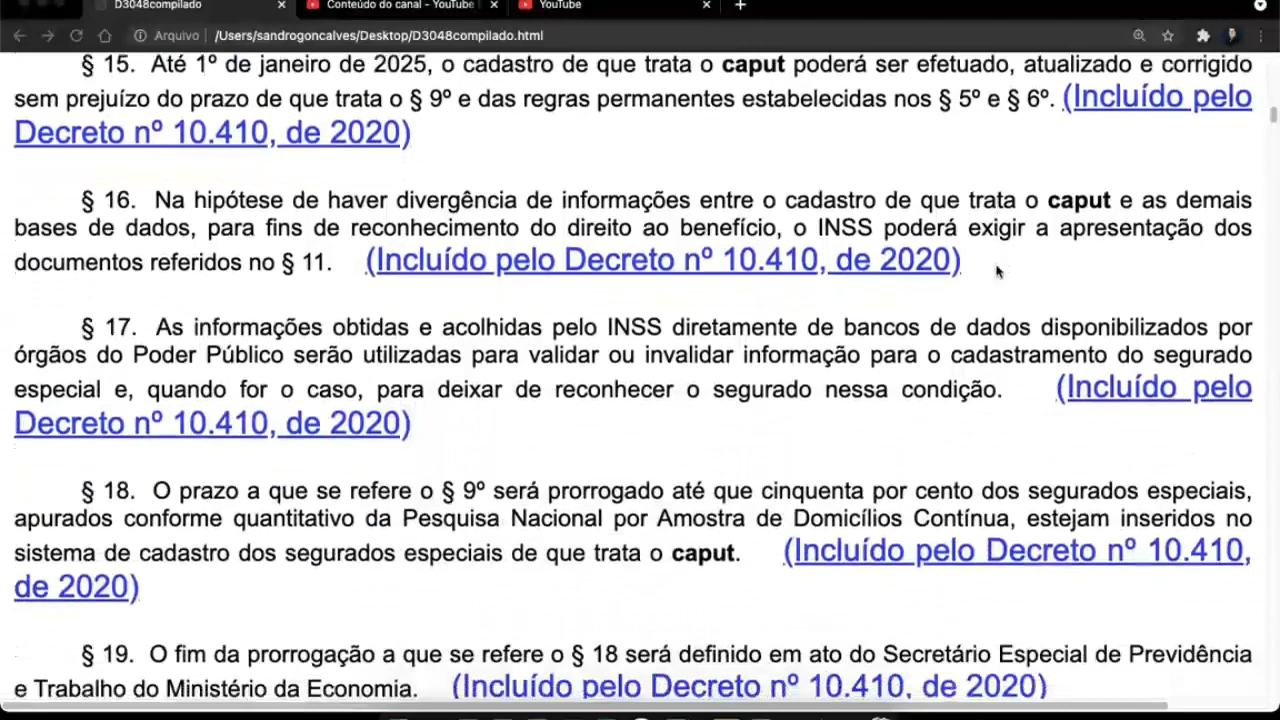 D3048compilado
Conteúdo do canal - YouTube
YouTube
Arquivo | /Users/sandrogoncalves/Desktop/D3048compilado.html
§ 15. Até 1º de janeiro de 2025, o cadastro de que trata o caput poderá ser efetuado, atualizado e corrigido
sem prejuízo do prazo de que trata o § 9º e das regras permanentes estabelecidas nos § 5º e § 6º. (Incluído pelo
Decreto nº 10.410, de 2020)
§ 16. Na hipótese de haver divergência de informações entre o cadastro de que trata o caput e as demais
bases de dados, para fins de reconhecimento do direito ao benefício, o INSS poderá exigir a apresentação dos
documentos referidos no § 11. (Incluído pelo Decreto nº 10.410, de 2020)
§ 17. As informações obtidas e acolhidas pelo INSS diretamente de bancos de dados disponibilizados por
órgãos do Poder Público serão utilizadas para validar ou invalidar informação para o cadastramento do segurado
especial e, quando for o caso, para deixar de reconhecer o segurado nessa condição. (Incluído pelo
Decreto nº 10.410, de 2020)
§ 18. O prazo a que se refere o § 9º será prorrogado até que cinquenta por cento dos segurados especiais,
apurados conforme quantitativo da Pesquisa Nacional por Amostra de Domicílios Contínua, estejam inseridos no
sistema de cadastro dos segurados especiais de que trata o caput. (Incluído pelo Decreto nº 10.410,
de 2020)
§ 19. O fim da prorrogação a que se refere o § 18 será definido em ato do Secretário Especial de Previdência
e Trabalho do Ministério da Economia. (Incluído pelo Decreto nº 10.410, de 2020)